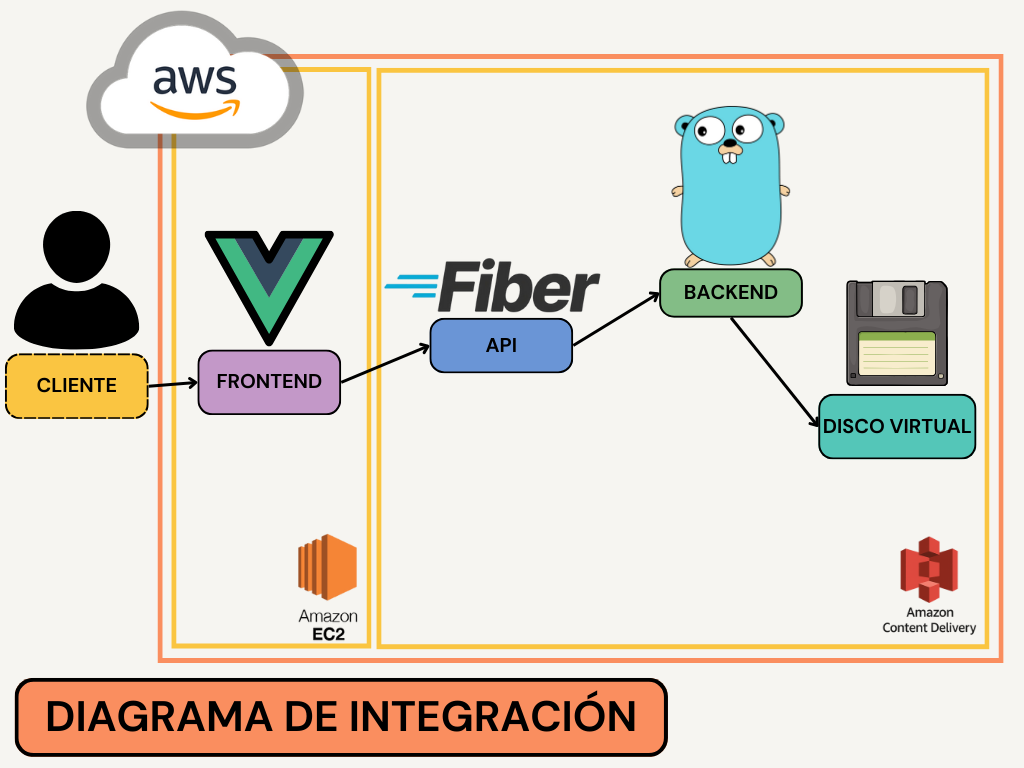 aws
Fiber
BACKEND
API
CLIENTE
FRONTEND
DISCO VIRTUAL
Amazon
EC2
Amazon
Content Delivery
DIAGRAMA DE INTEGRACIÓN